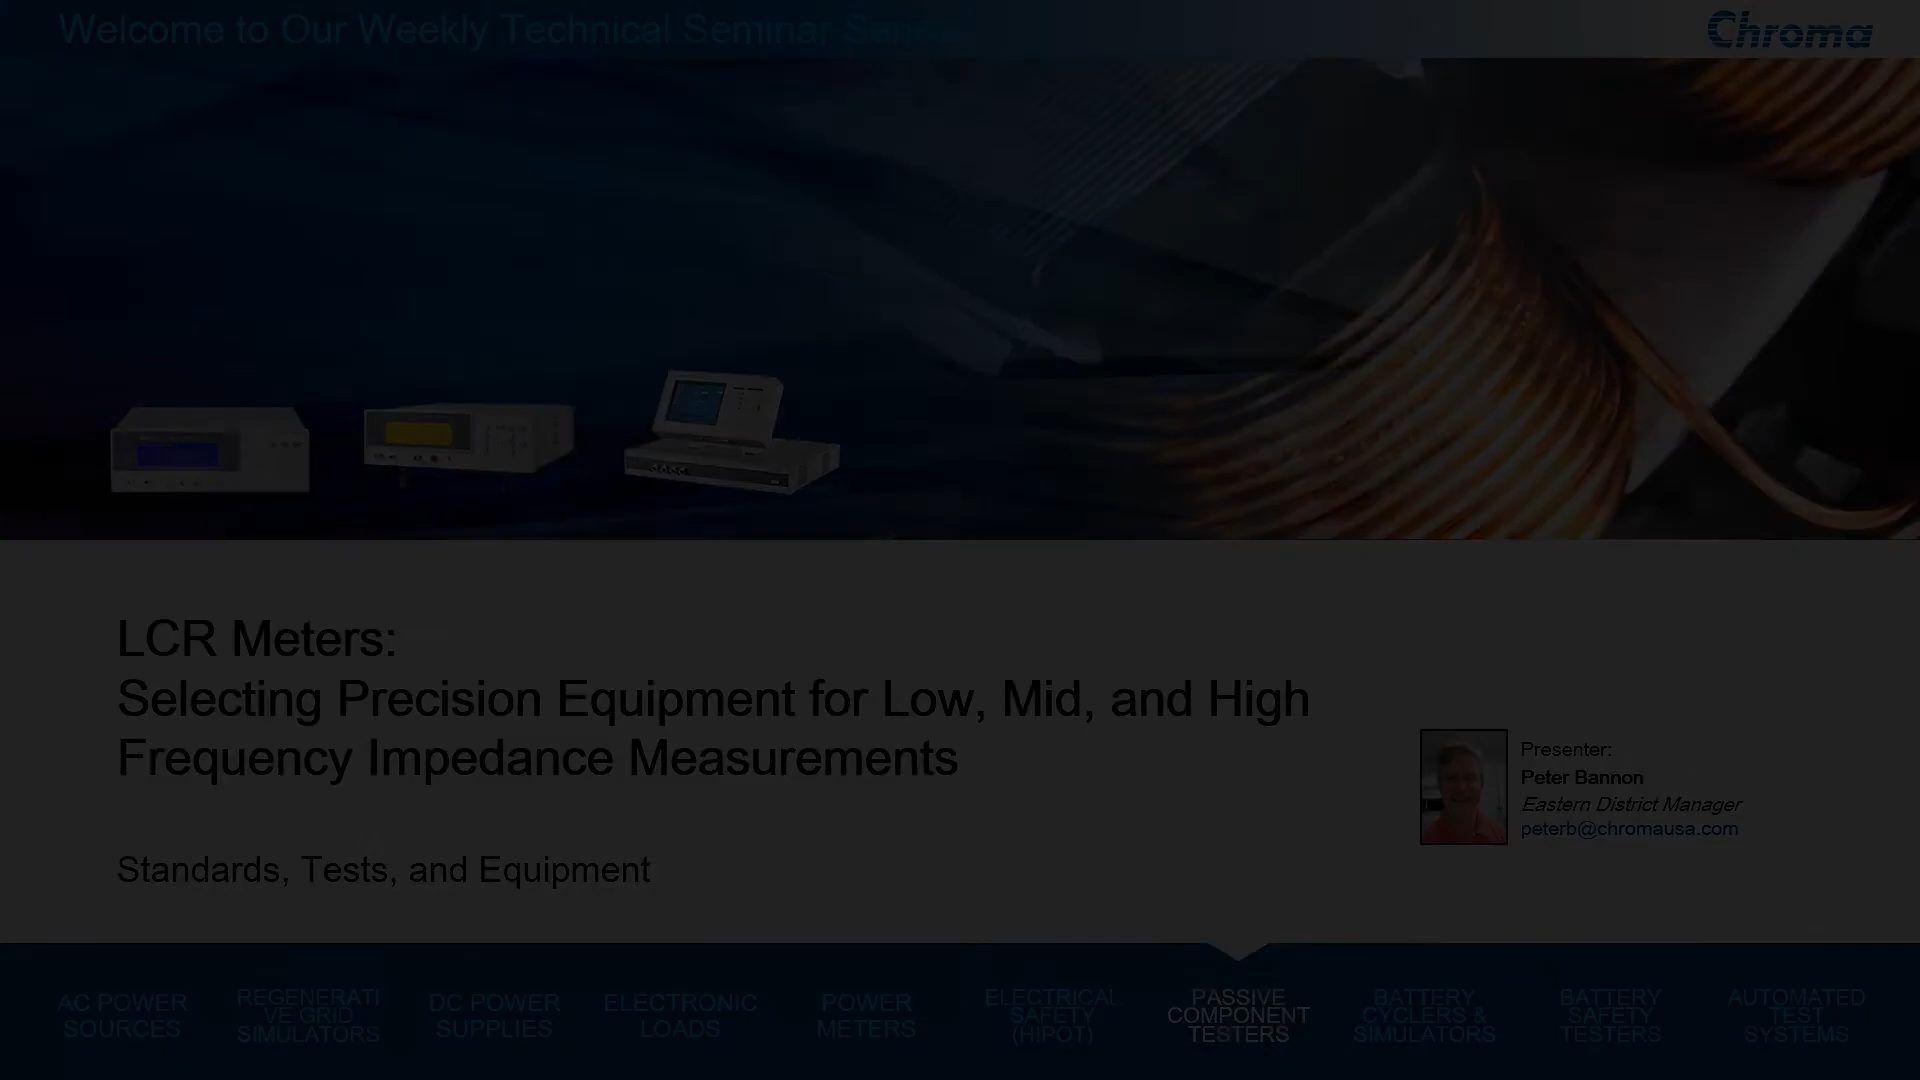 Welcome to Our Weekly Technical Seminar Series
Chroma
LCR Meters:
Selecting Precision Equipment for Low, Mid, and High
Frequency Impedance Measurements
Standards, Tests, and Equipment
Presenter:
Peter Bannon
Eastern District Manager
peterb@chromausa.com
AC POWER
SOURCES
REGENERATI
VE GRID
SIMULATORS
DC POWER
SUPPLIES
ELECTRONIC
LOADS
POWER
METERS
ELECTRICAL
SAFETY
(HIPOT)
PASSIVE
COMPONENT
TESTERS
BATTERY
CYCLERS &
SIMULATORS
BATTERY
SAFETY
TESTERS
AUTOMATED
TEST
SYSTEMS